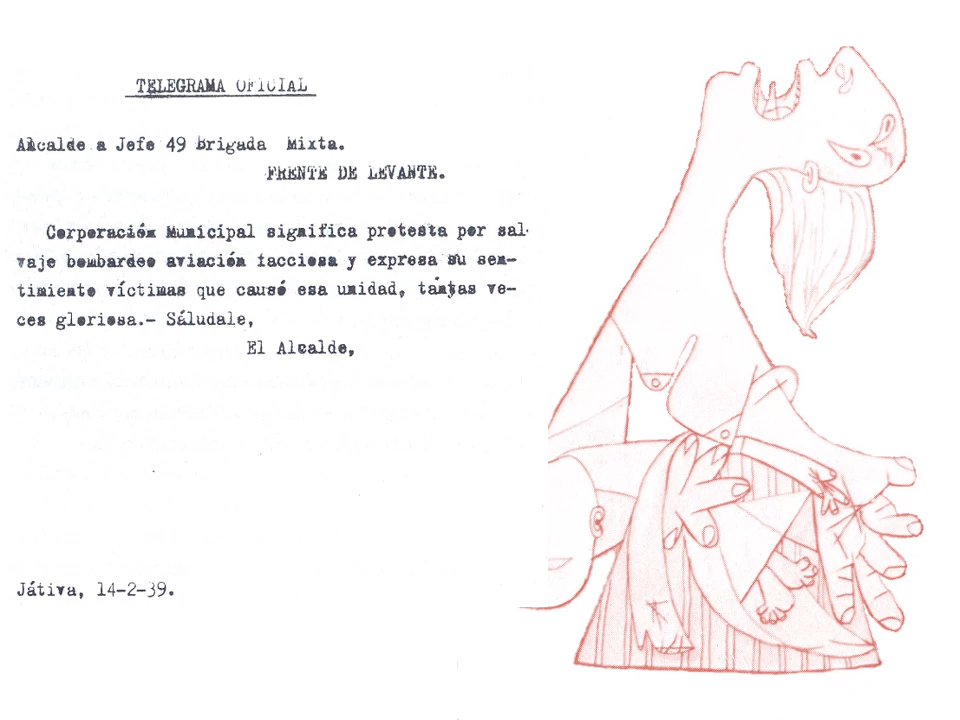 TELEGRAMA OFICIAL
Alcalde a Jefe 49 Brigada Mixta.
FRENTE DE LEVANTE.
Corporación Municipal significa protesta por sal-
vaje bombardeo aviación facciosa y expresa su sen-
timiento víctimas que causó esa unidad, tantas ve-
ces gloriosa.- Sáludale,
El Alcalde,
Játiva, 14-2-39.